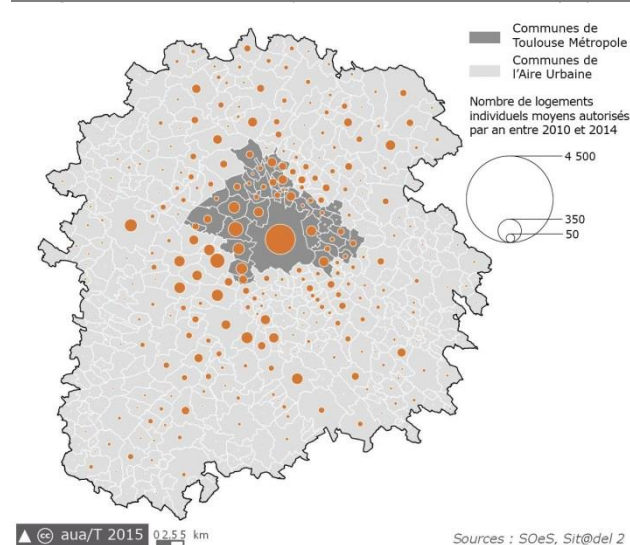 Communes de
Toulouse Métropole
Communes de
l'Aire Urbaine
Nombre de logements
individuels moyens autorisés
par an entre 2010 et 2014
4 500
350
50
aua/T 2015 0 2.5 5 km
Sources : SOeS, Sit@del 2